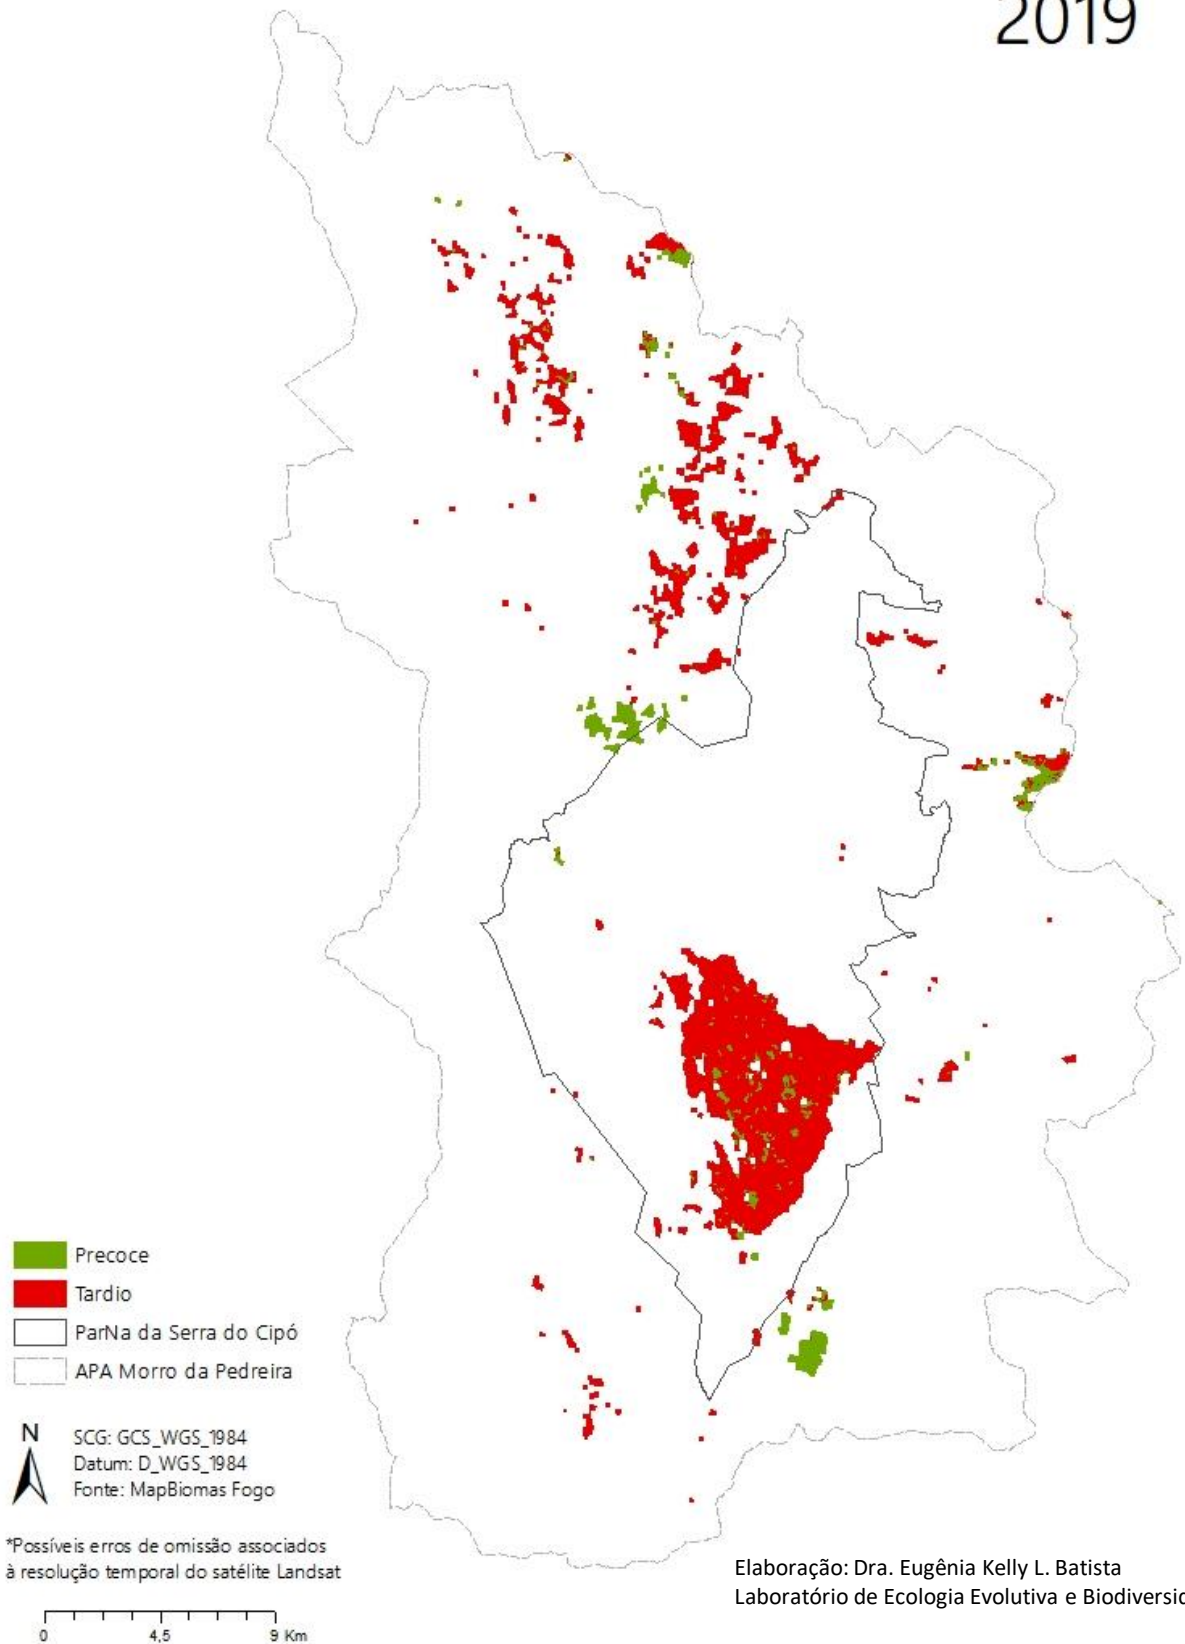 2019
Precoce
Tardio
ParNa da Serra do Cipó
APA Morro da Pedreira
N
SCG: GCS_WGS_1984
Datum: D_WGS_1984
Fonte: MapBiomas Fogo
*Possíveis erros de omissão associados
à resolução temporal do satélite Landsat
0 4,5 9 Km
Elaboração: Dra. Eugênia Kelly L. Batista
Laboratório de Ecologia Evolutiva e